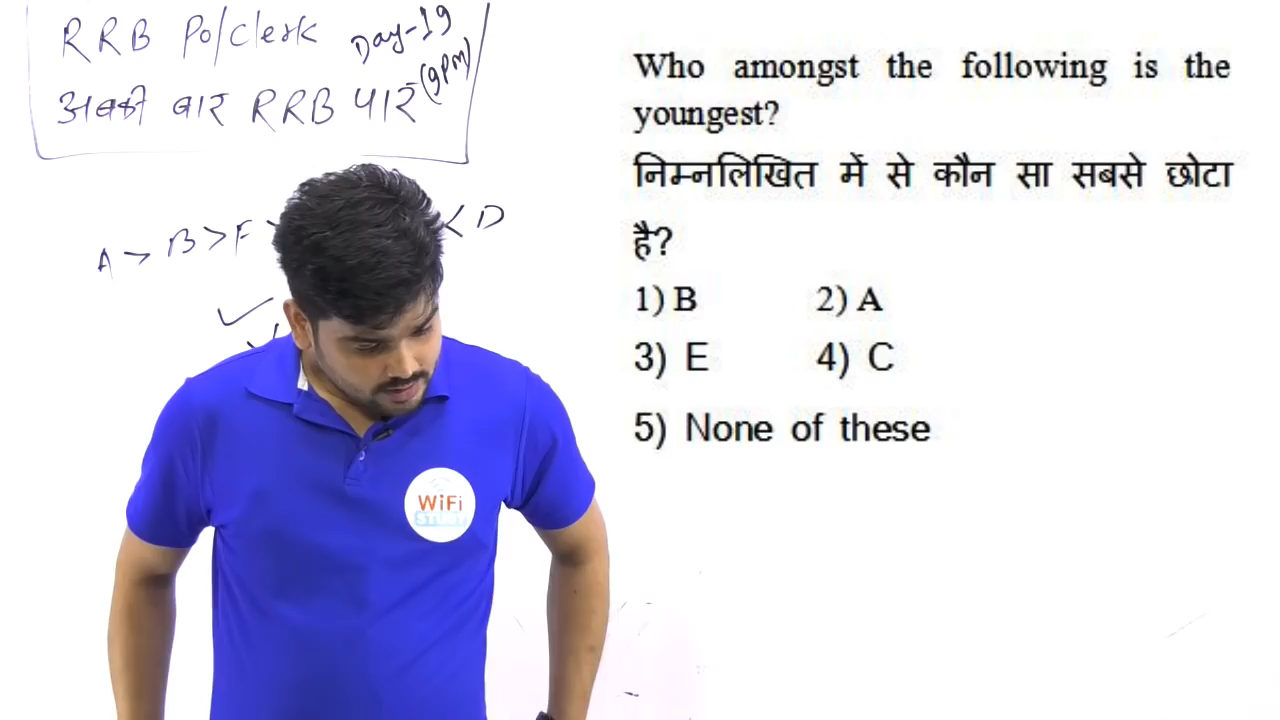 RRB Po/Clerk Day-19
अबकी बार RRB पार (9PM)
A > B > F > < D
Who amongst the following is the
youngest?
निम्नलिखित में से कौन सा सबसे छोटा
है?
1) B 2) A
3) E 4) C
5) None of these
WiFi
STUDY